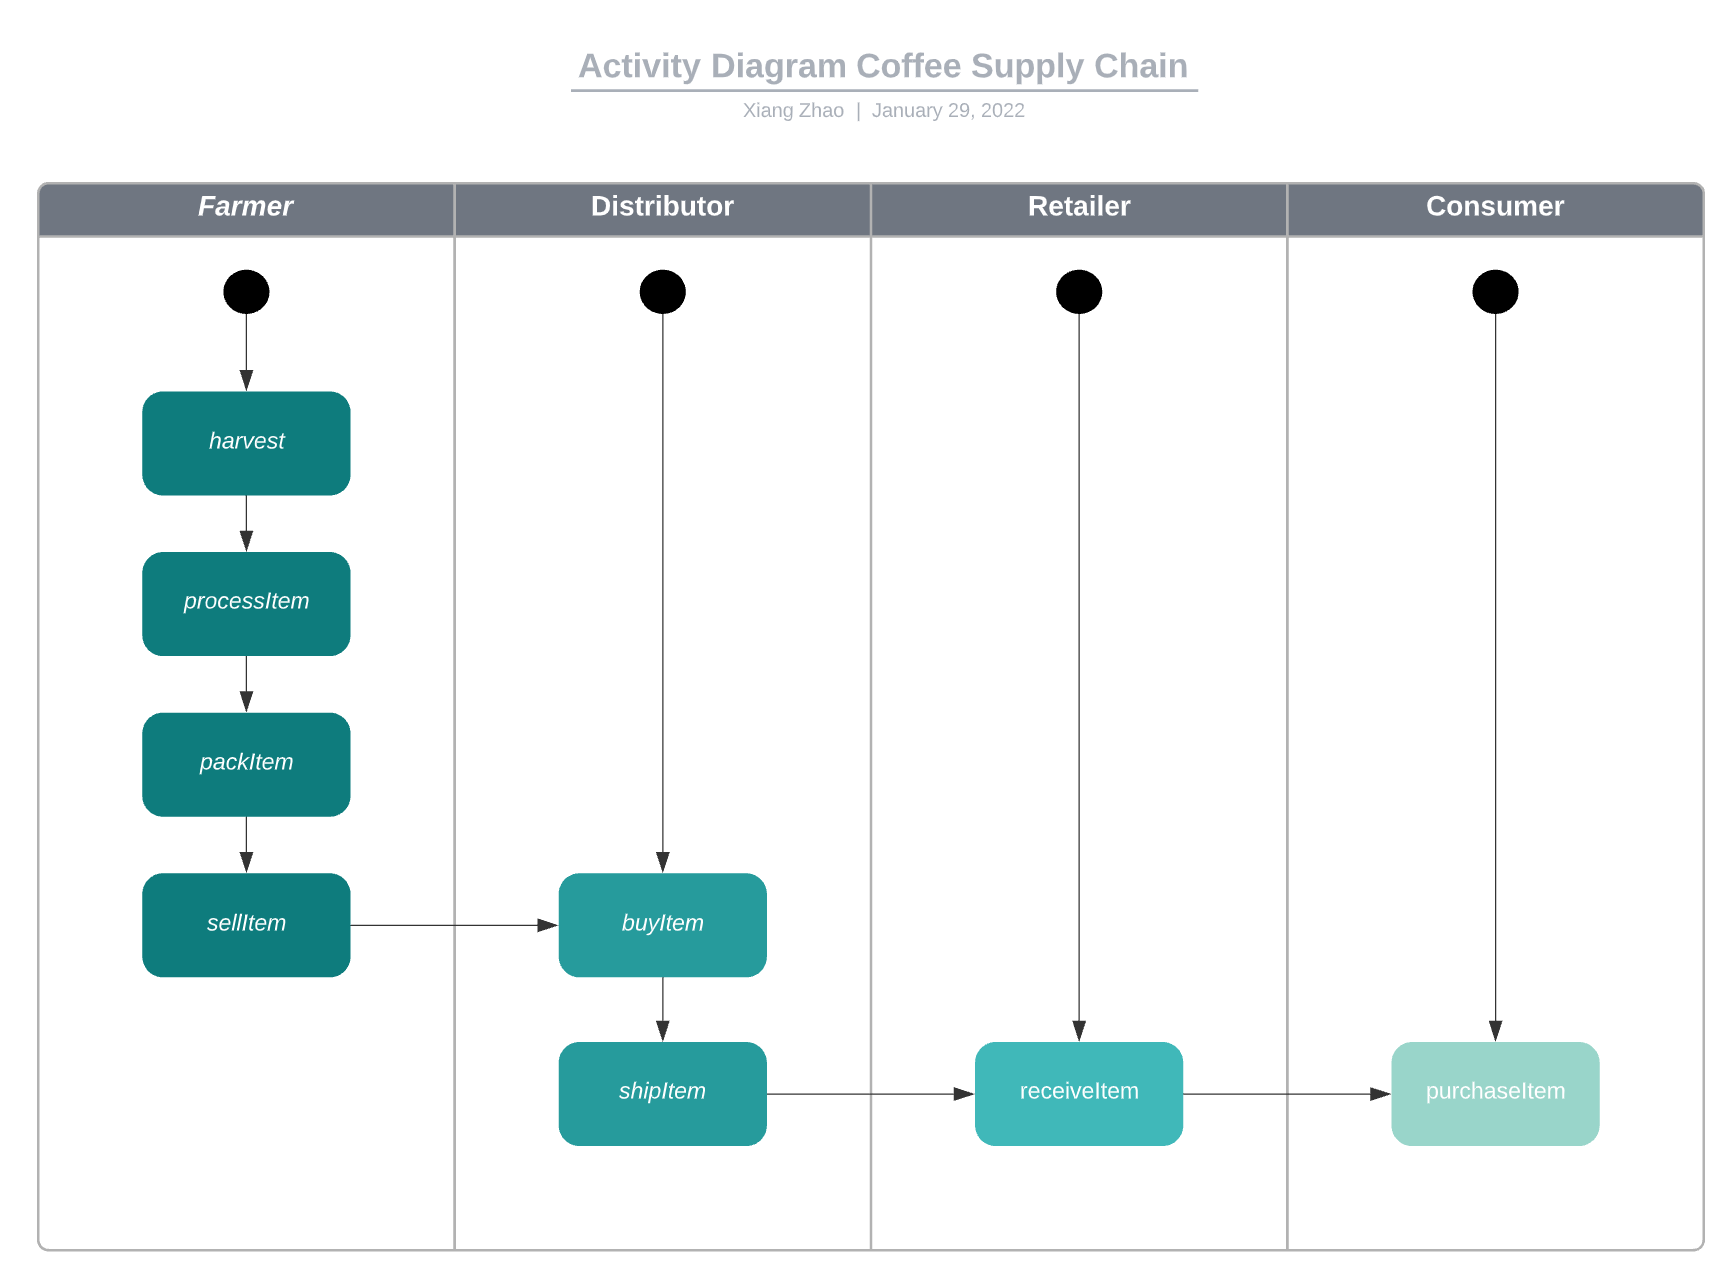 Activity Diagram Coffee Supply Chain
Xiang Zhao | January 29, 2022
Farmer
Distributor
Retailer
Consumer
harvest
processItem
packItem
sellItem
buyItem
shipItem
receiveItem
purchaseItem